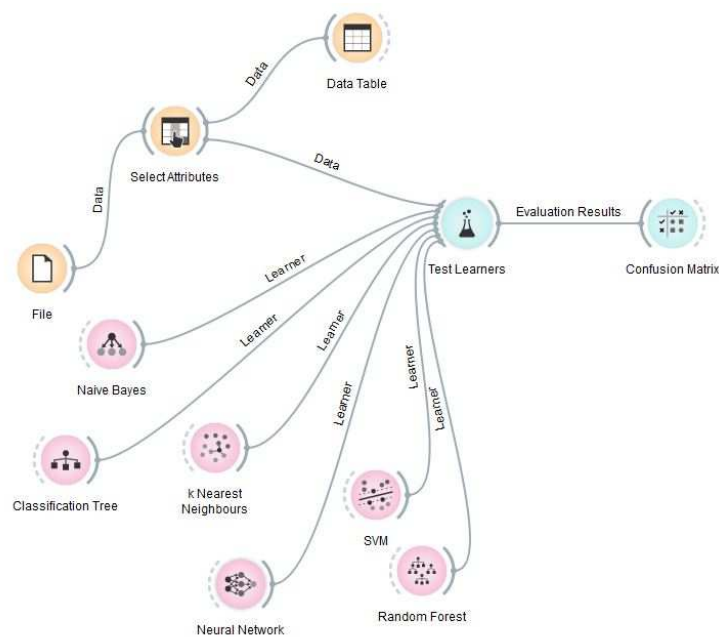 Data
Data Table
Data
Select Attributes
Data
File
Evaluation Results
Test Learners
Confusion Matrix
Learner
Naive Bayes
Learner
Classification Tree
Learner
k Nearest
Neighbours
Learner
Neural Network
Learner
SVM
Learner
Random Forest